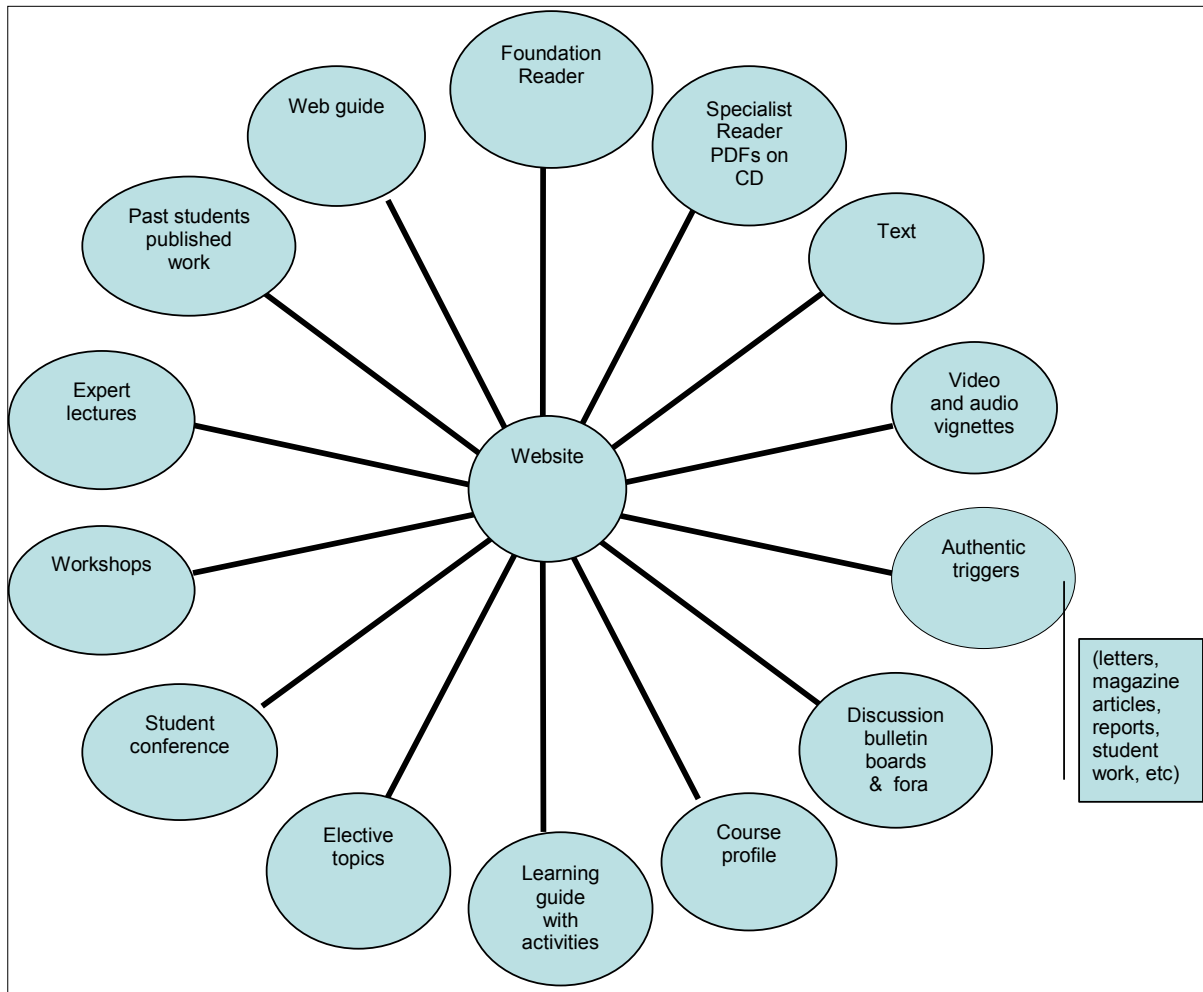 Foundation
Reader
Specialist
Reader
PDFs on
CD
Text
Video
and audio
vignettes
Authentic
triggers
(letters,
magazine
articles,
reports,
student
work, etc)
Discussion
bulletin
boards
& fora
Course
profile
Learning
guide
with
activities
Elective
topics
Student
conference
Workshops
Expert
lectures
Past students
published
work
Web guide
Website